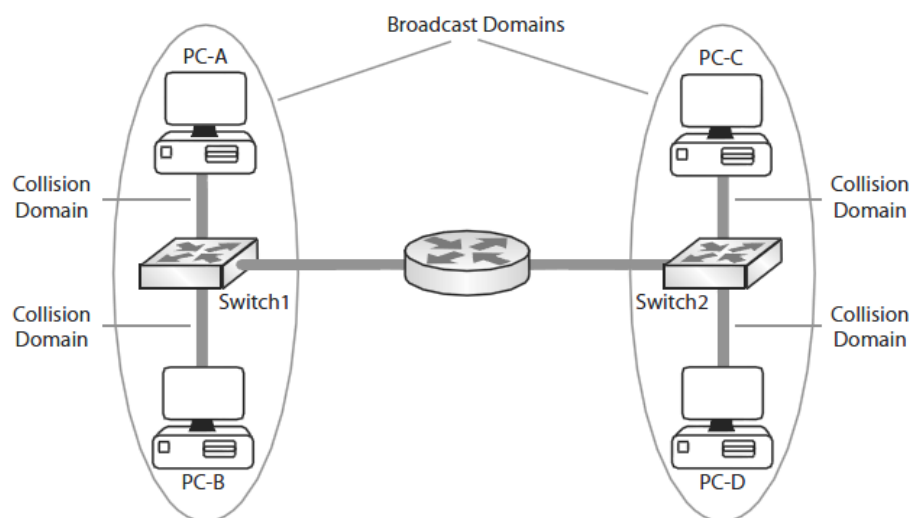 Broadcast Domains
PC-A
PC-C
Collision
Domain
Collision
Domain
Switch1
Switch2
Collision
Domain
Collision
Domain
PC-B
PC-D